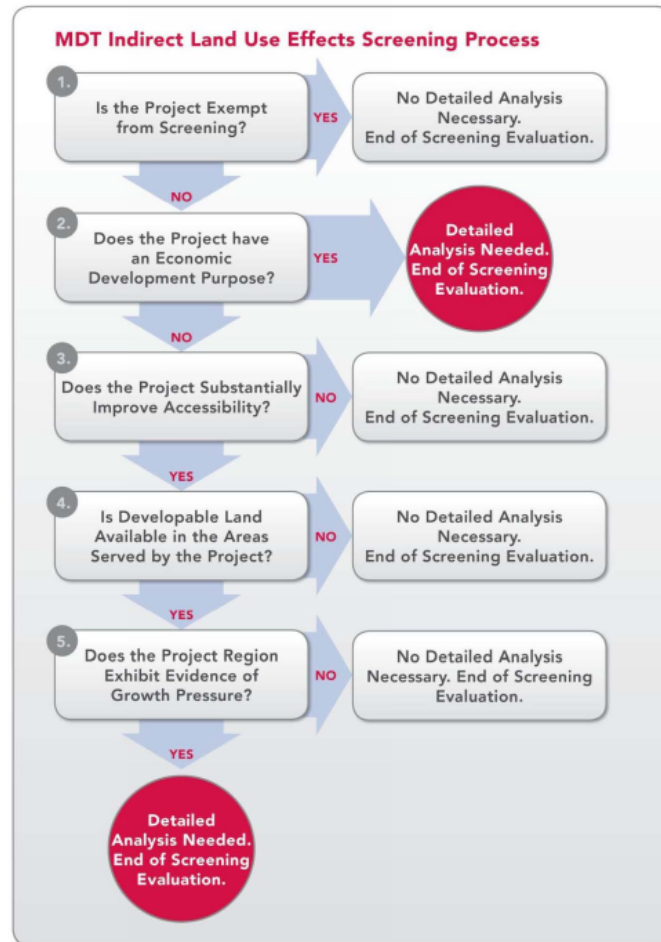 MDT Indirect Land Use Effects Screening Process
1.
Is the Project Exempt
from Screening?
YES
No Detailed Analysis
Necessary.
End of Screening Evaluation.
NO
2.
Does the Project have
an Economic
Development Purpose?
YES
Detailed
Analysis Needed.
End of Screening
Evaluation.
NO
3.
Does the Project Substantially
Improve Accessibility?
NO
No Detailed Analysis
Necessary.
End of Screening Evaluation.
YES
4.
Is Developable Land
Available in the Areas
Served by the Project?
NO
No Detailed Analysis
Necessary.
End of Screening Evaluation.
YES
5.
Does the Project Region
Exhibit Evidence of
Growth Pressure?
NO
No Detailed Analysis
Necessary. End of Screening
Evaluation.
YES
Detailed
Analysis Needed.
End of Screening
Evaluation.